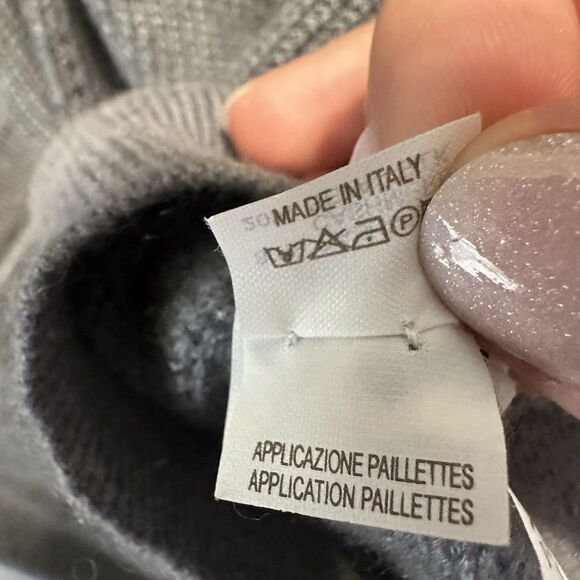 MADE IN ITALY
P
APPLICAZIONE PAILLETTES
APPLICATION PAILLETTES